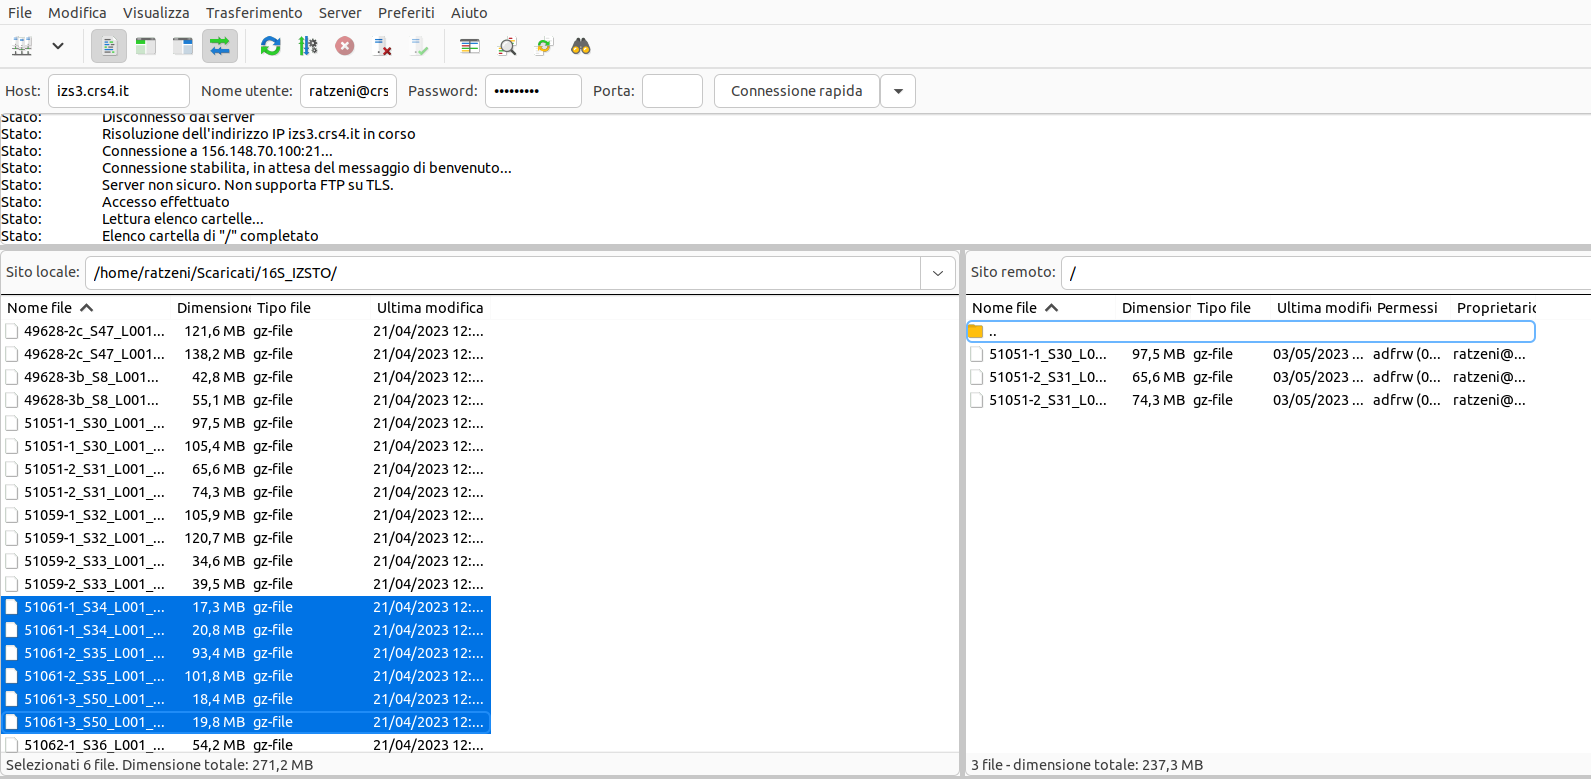 File Modifica Visualizza Trasferimento Server Preferiti Aiuto
Host: izs3.crs4.it Nome utente: ratzeni@crs Password: ••••••••• Porta: Connessione rapida
Stato: Disconnesso dal server
Stato: Risoluzione dell'indirizzo IP izs3.crs4.it in corso
Stato: Connessione a 156.148.70.100:21...
Stato: Connessione stabilita, in attesa del messaggio di benvenuto...
Stato: Server non sicuro. Non supporta FTP su TLS.
Stato: Accesso effettuato
Stato: Lettura elenco cartelle...
Stato: Elenco cartella di "/" completato
Sito locale: /home/ratzeni/Scaricati/16S_IZSTO/
Nome file Dimensione Tipo file Ultima modifica
49628-2c_S47_L001... 121,6 MB gz-file 21/04/2023 12:...
49628-2c_S47_L001... 138,2 MB gz-file 21/04/2023 12:...
49628-3b_S8_L001... 42,8 MB gz-file 21/04/2023 12:...
49628-3b_S8_L001... 55,1 MB gz-file 21/04/2023 12:...
51051-1_S30_L001_... 97,5 MB gz-file 21/04/2023 12:...
51051-1_S30_L001_... 105,4 MB gz-file 21/04/2023 12:...
51051-2_S31_L001_... 65,6 MB gz-file 21/04/2023 12:...
51051-2_S31_L001_... 74,3 MB gz-file 21/04/2023 12:...
51059-1_S32_L001_... 105,9 MB gz-file 21/04/2023 12:...
51059-1_S32_L001_... 120,7 MB gz-file 21/04/2023 12:...
51059-2_S33_L001_... 34,6 MB gz-file 21/04/2023 12:...
51059-2_S33_L001_... 39,5 MB gz-file 21/04/2023 12:...
51061-1_S34_L001_... 17,3 MB gz-file 21/04/2023 12:...
51061-1_S34_L001_... 20,8 MB gz-file 21/04/2023 12:...
51061-2_S35_L001_... 93,4 MB gz-file 21/04/2023 12:...
51061-2_S35_L001_... 101,8 MB gz-file 21/04/2023 12:...
51061-3_S50_L001_... 18,4 MB gz-file 21/04/2023 12:...
51061-3_S50_L001_... 19,8 MB gz-file 21/04/2023 12:...
51062-1_S36_L001_... 54,2 MB gz-file 21/04/2023 12:...
Selezionati 6 file. Dimensione totale: 271,2 MB
Sito remoto: /
Nome file Dimension Tipo file Ultima modifi Permessi Proprietario
..
51051-1_S30_L0... 97,5 MB gz-file 03/05/2023 ... adfrw (0... ratzeni@...
51051-2_S31_L0... 65,6 MB gz-file 03/05/2023 ... adfrw (0... ratzeni@...
51051-2_S31_L0... 74,3 MB gz-file 03/05/2023 ... adfrw (0... ratzeni@...
3 file - dimensione totale: 237,3 MB